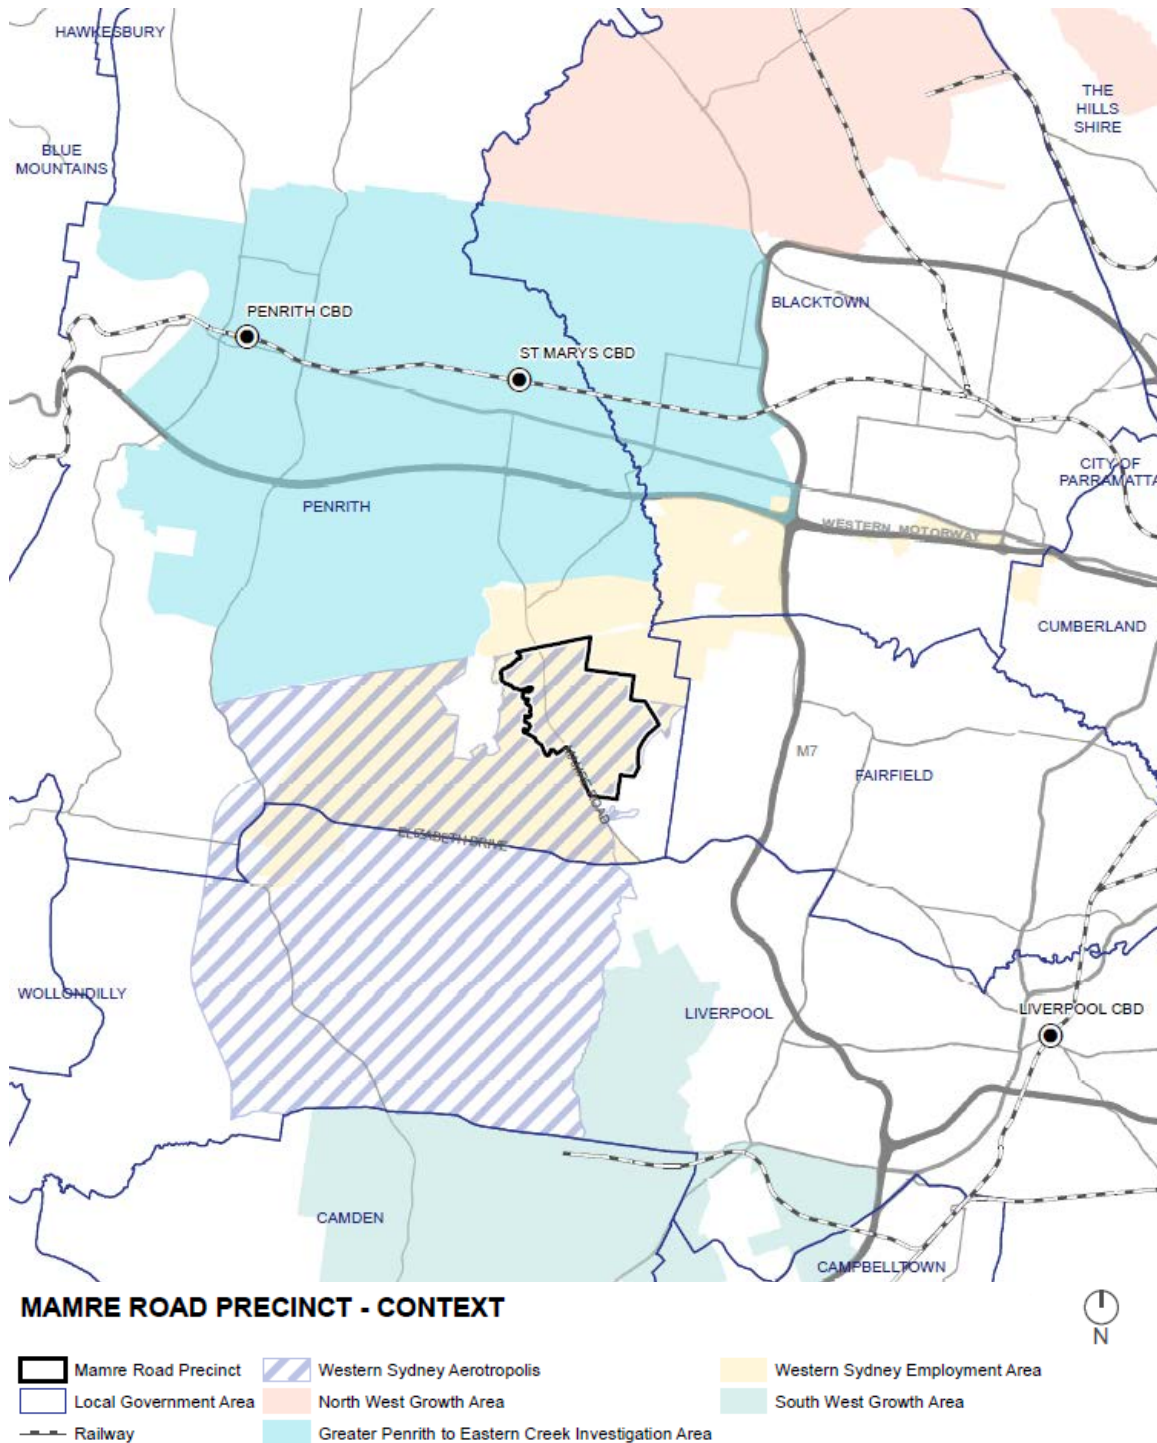 HAWKESBURY
THE
HILLS
SHIRE
BLUE
MOUNTAINS
BLACKTOWN
PENRITH CBD
ST MARYS CBD
CITY OF
PARRAMATTA
PENRITH
WESTERN MOTORWAY
CUMBERLAND
M7
FAIRFIELD
MAMRE ROAD
ELIZABETH DRIVE
WOLLONDILLY
LIVERPOOL
LIVERPOOL CBD
CAMDEN
CAMPBELLTOWN
MAMRE ROAD PRECINCT - CONTEXT
N
Mamre Road Precinct
Western Sydney Aerotropolis
Western Sydney Employment Area
Local Government Area
North West Growth Area
South West Growth Area
Railway
Greater Penrith to Eastern Creek Investigation Area